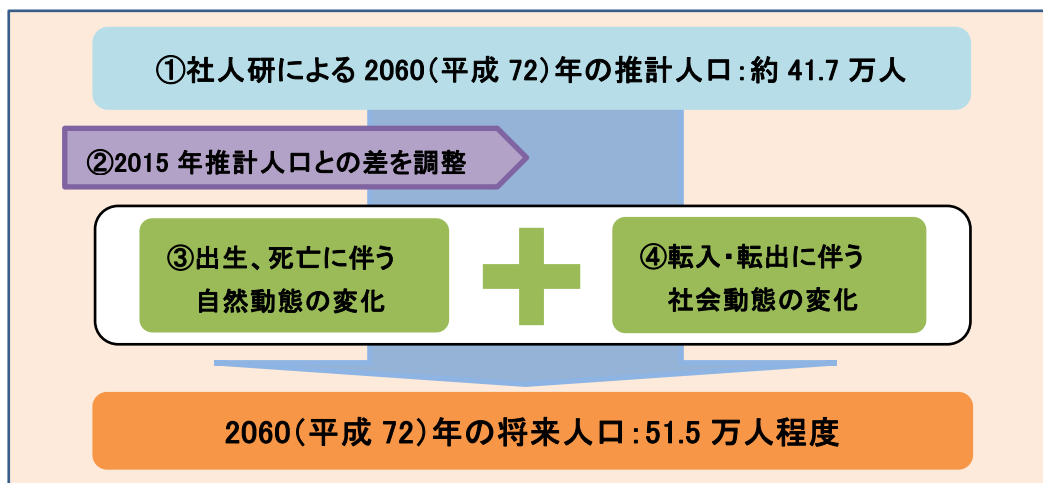 ①社人研による 2060（平成 72）年の推計人口：約 41.7 万人
②2015 年推計人口との差を調整
③出生、死亡に伴う
自然動態の変化
④転入・転出に伴う
社会動態の変化
2060（平成 72）年の将来人口：51.5 万人程度